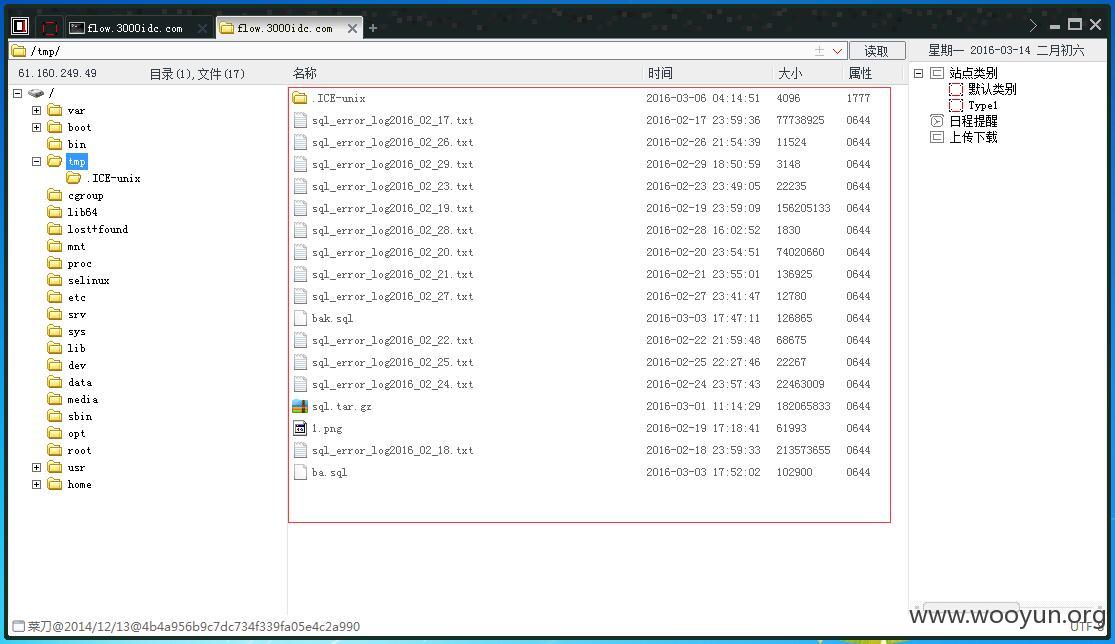 flow.3000idc.com flow.3000idc.com
/tmp/ 读取 星期一 2016-03-14 二月初六
61.160.249.49 目录(1),文件(17) 名称 时间 大小 属性
/
var
boot
bin
tmp
.ICE-unix
cgroup
lib64
lost+found
mnt
proc
selinux
etc
srv
sys
lib
dev
data
media
sbin
opt
root
usr
home
.ICE-unix 2016-03-06 04:14:51 4096 1777
sql_error_log2016_02_17.txt 2016-02-17 23:59:36 77738925 0644
sql_error_log2016_02_26.txt 2016-02-26 21:54:39 11524 0644
sql_error_log2016_02_29.txt 2016-02-29 18:50:59 3148 0644
sql_error_log2016_02_23.txt 2016-02-23 23:49:05 22235 0644
sql_error_log2016_02_19.txt 2016-02-19 23:59:09 156205133 0644
sql_error_log2016_02_28.txt 2016-02-28 16:02:52 1830 0644
sql_error_log2016_02_20.txt 2016-02-20 23:54:51 74020660 0644
sql_error_log2016_02_21.txt 2016-02-21 23:55:01 136925 0644
sql_error_log2016_02_27.txt 2016-02-27 23:41:47 12780 0644
bak.sql 2016-03-03 17:47:11 126865 0644
sql_error_log2016_02_22.txt 2016-02-22 21:59:48 68675 0644
sql_error_log2016_02_25.txt 2016-02-25 22:27:46 22267 0644
sql_error_log2016_02_24.txt 2016-02-24 23:57:43 22463009 0644
sql.tar.gz 2016-03-01 11:14:29 182065833 0644
1.png 2016-02-19 17:18:41 61993 0644
sql_error_log2016_02_18.txt 2016-02-18 23:59:33 213573655 0644
ba.sql 2016-03-03 17:52:02 102900 0644
站点类别
默认类别
Type1
日程提醒
上传下载
www.wooyun.org
菜刀@2014/12/13@4b4a956b9c7dc734f339fa05e4c2a990 UTF-8